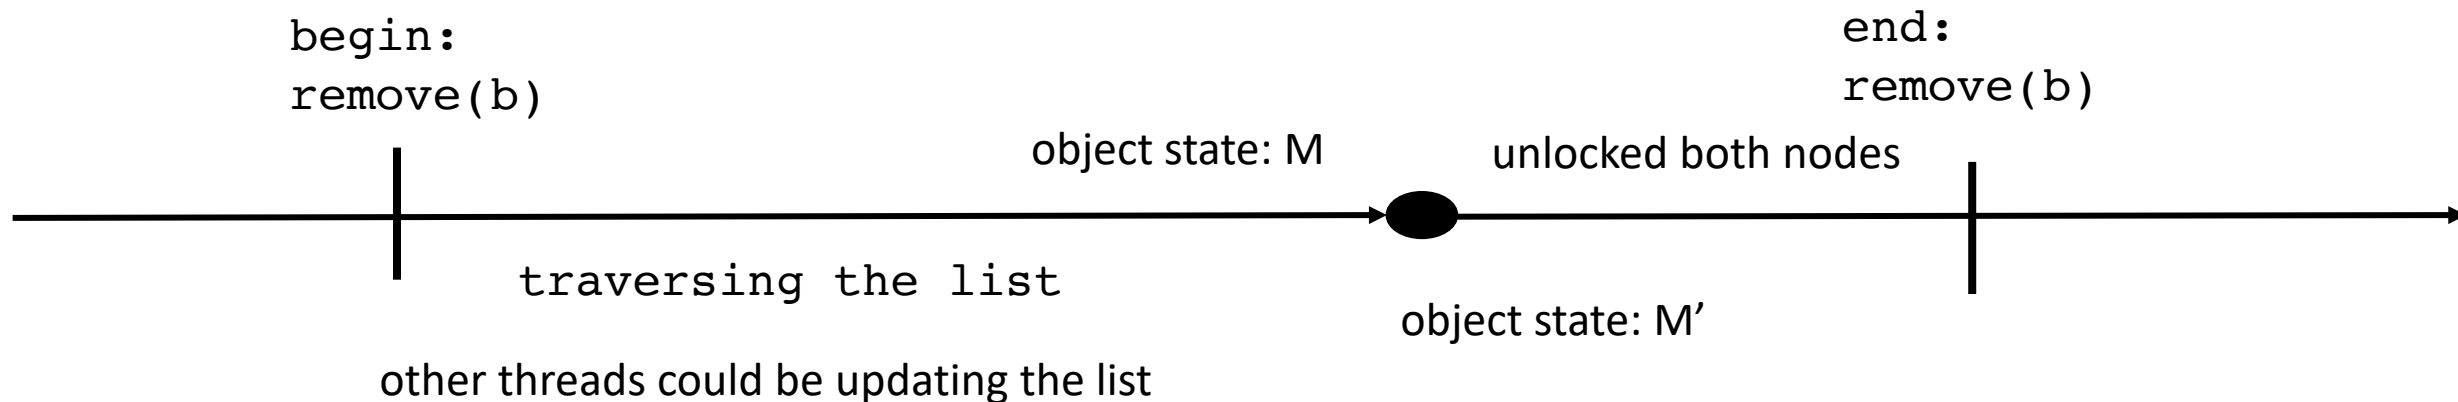 begin:
remove(b)
end:
remove(b)
object state: M
unlocked both nodes
traversing the list
object state: M’
other threads could be updating the list